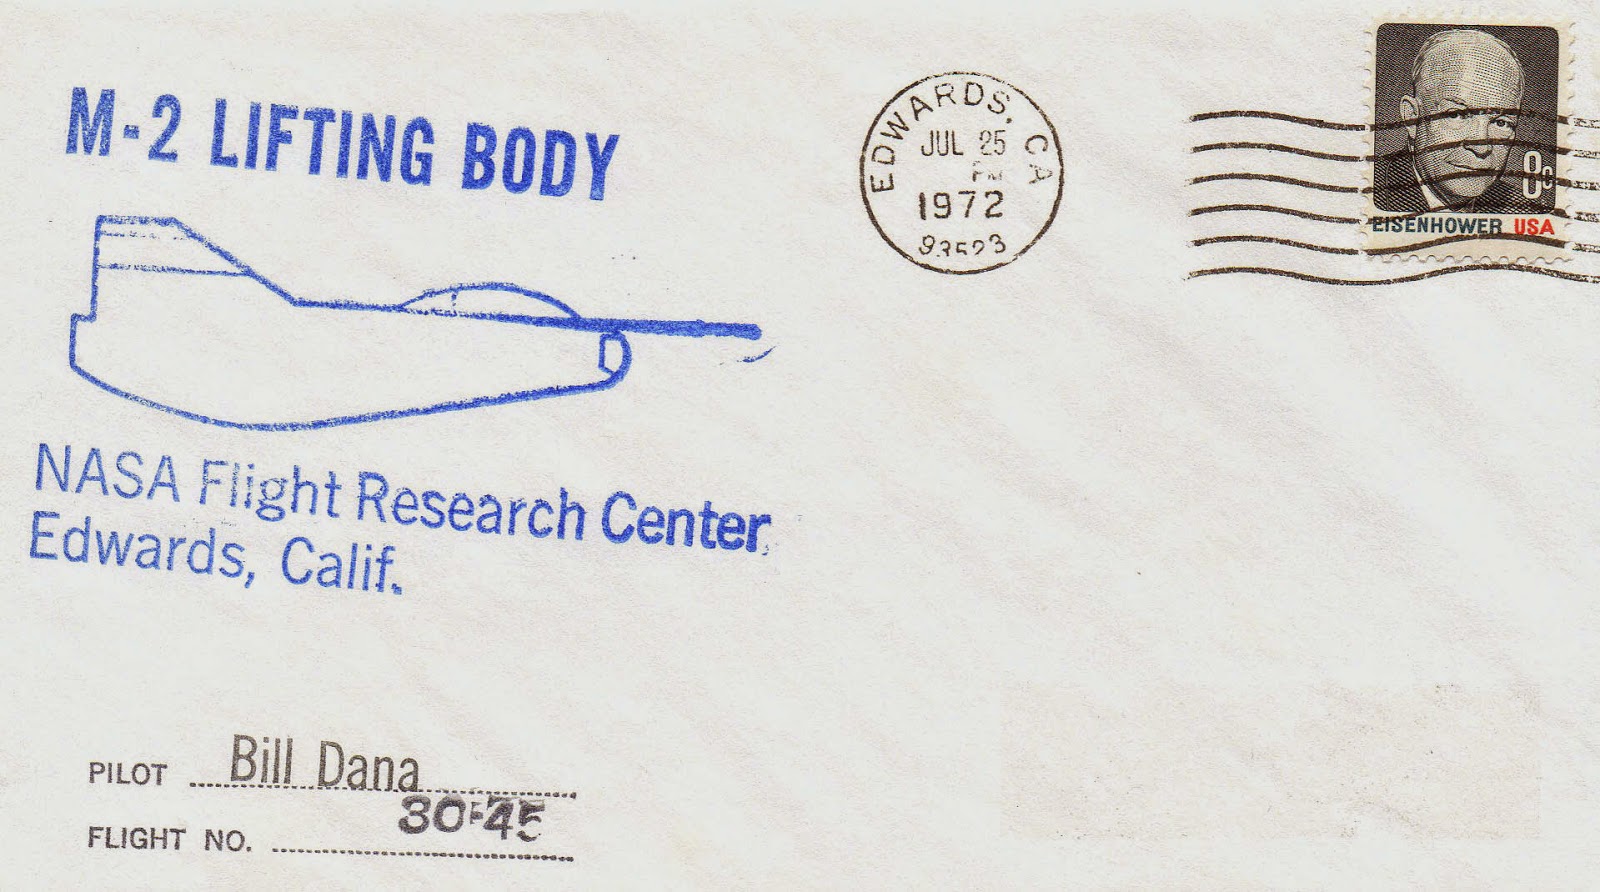 M-2 LIFTING BODY
NASA Flight Research Center,
Edwards, Calif.
EDWARDS, CA
JUL 25
PM
1972
93523
8c
EISENHOWER USA
PILOT Bill Dana
FLIGHT NO. 30-45